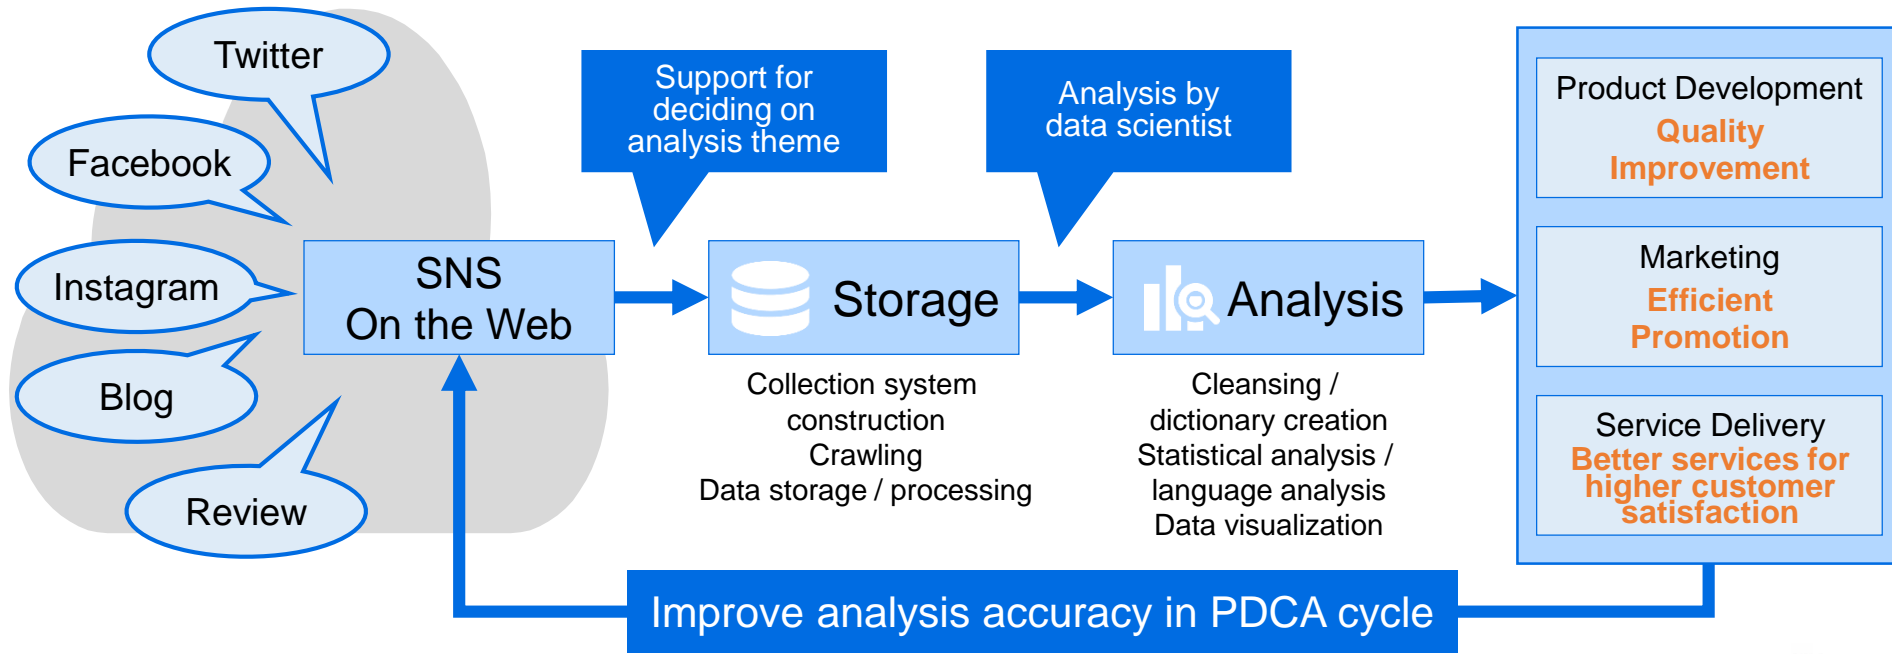 Twitter
Facebook
Instagram
Blog
Review
SNS
On the Web
Support for
deciding on
analysis theme
Storage
Collection system
construction
Crawling
Data storage / processing
Analysis by
data scientist
Analysis
Cleansing /
dictionary creation
Statistical analysis /
language analysis
Data visualization
Product Development
Quality
Improvement
Marketing
Efficient
Promotion
Service Delivery
Better services for
higher customer
satisfaction
Improve analysis accuracy in PDCA cycle